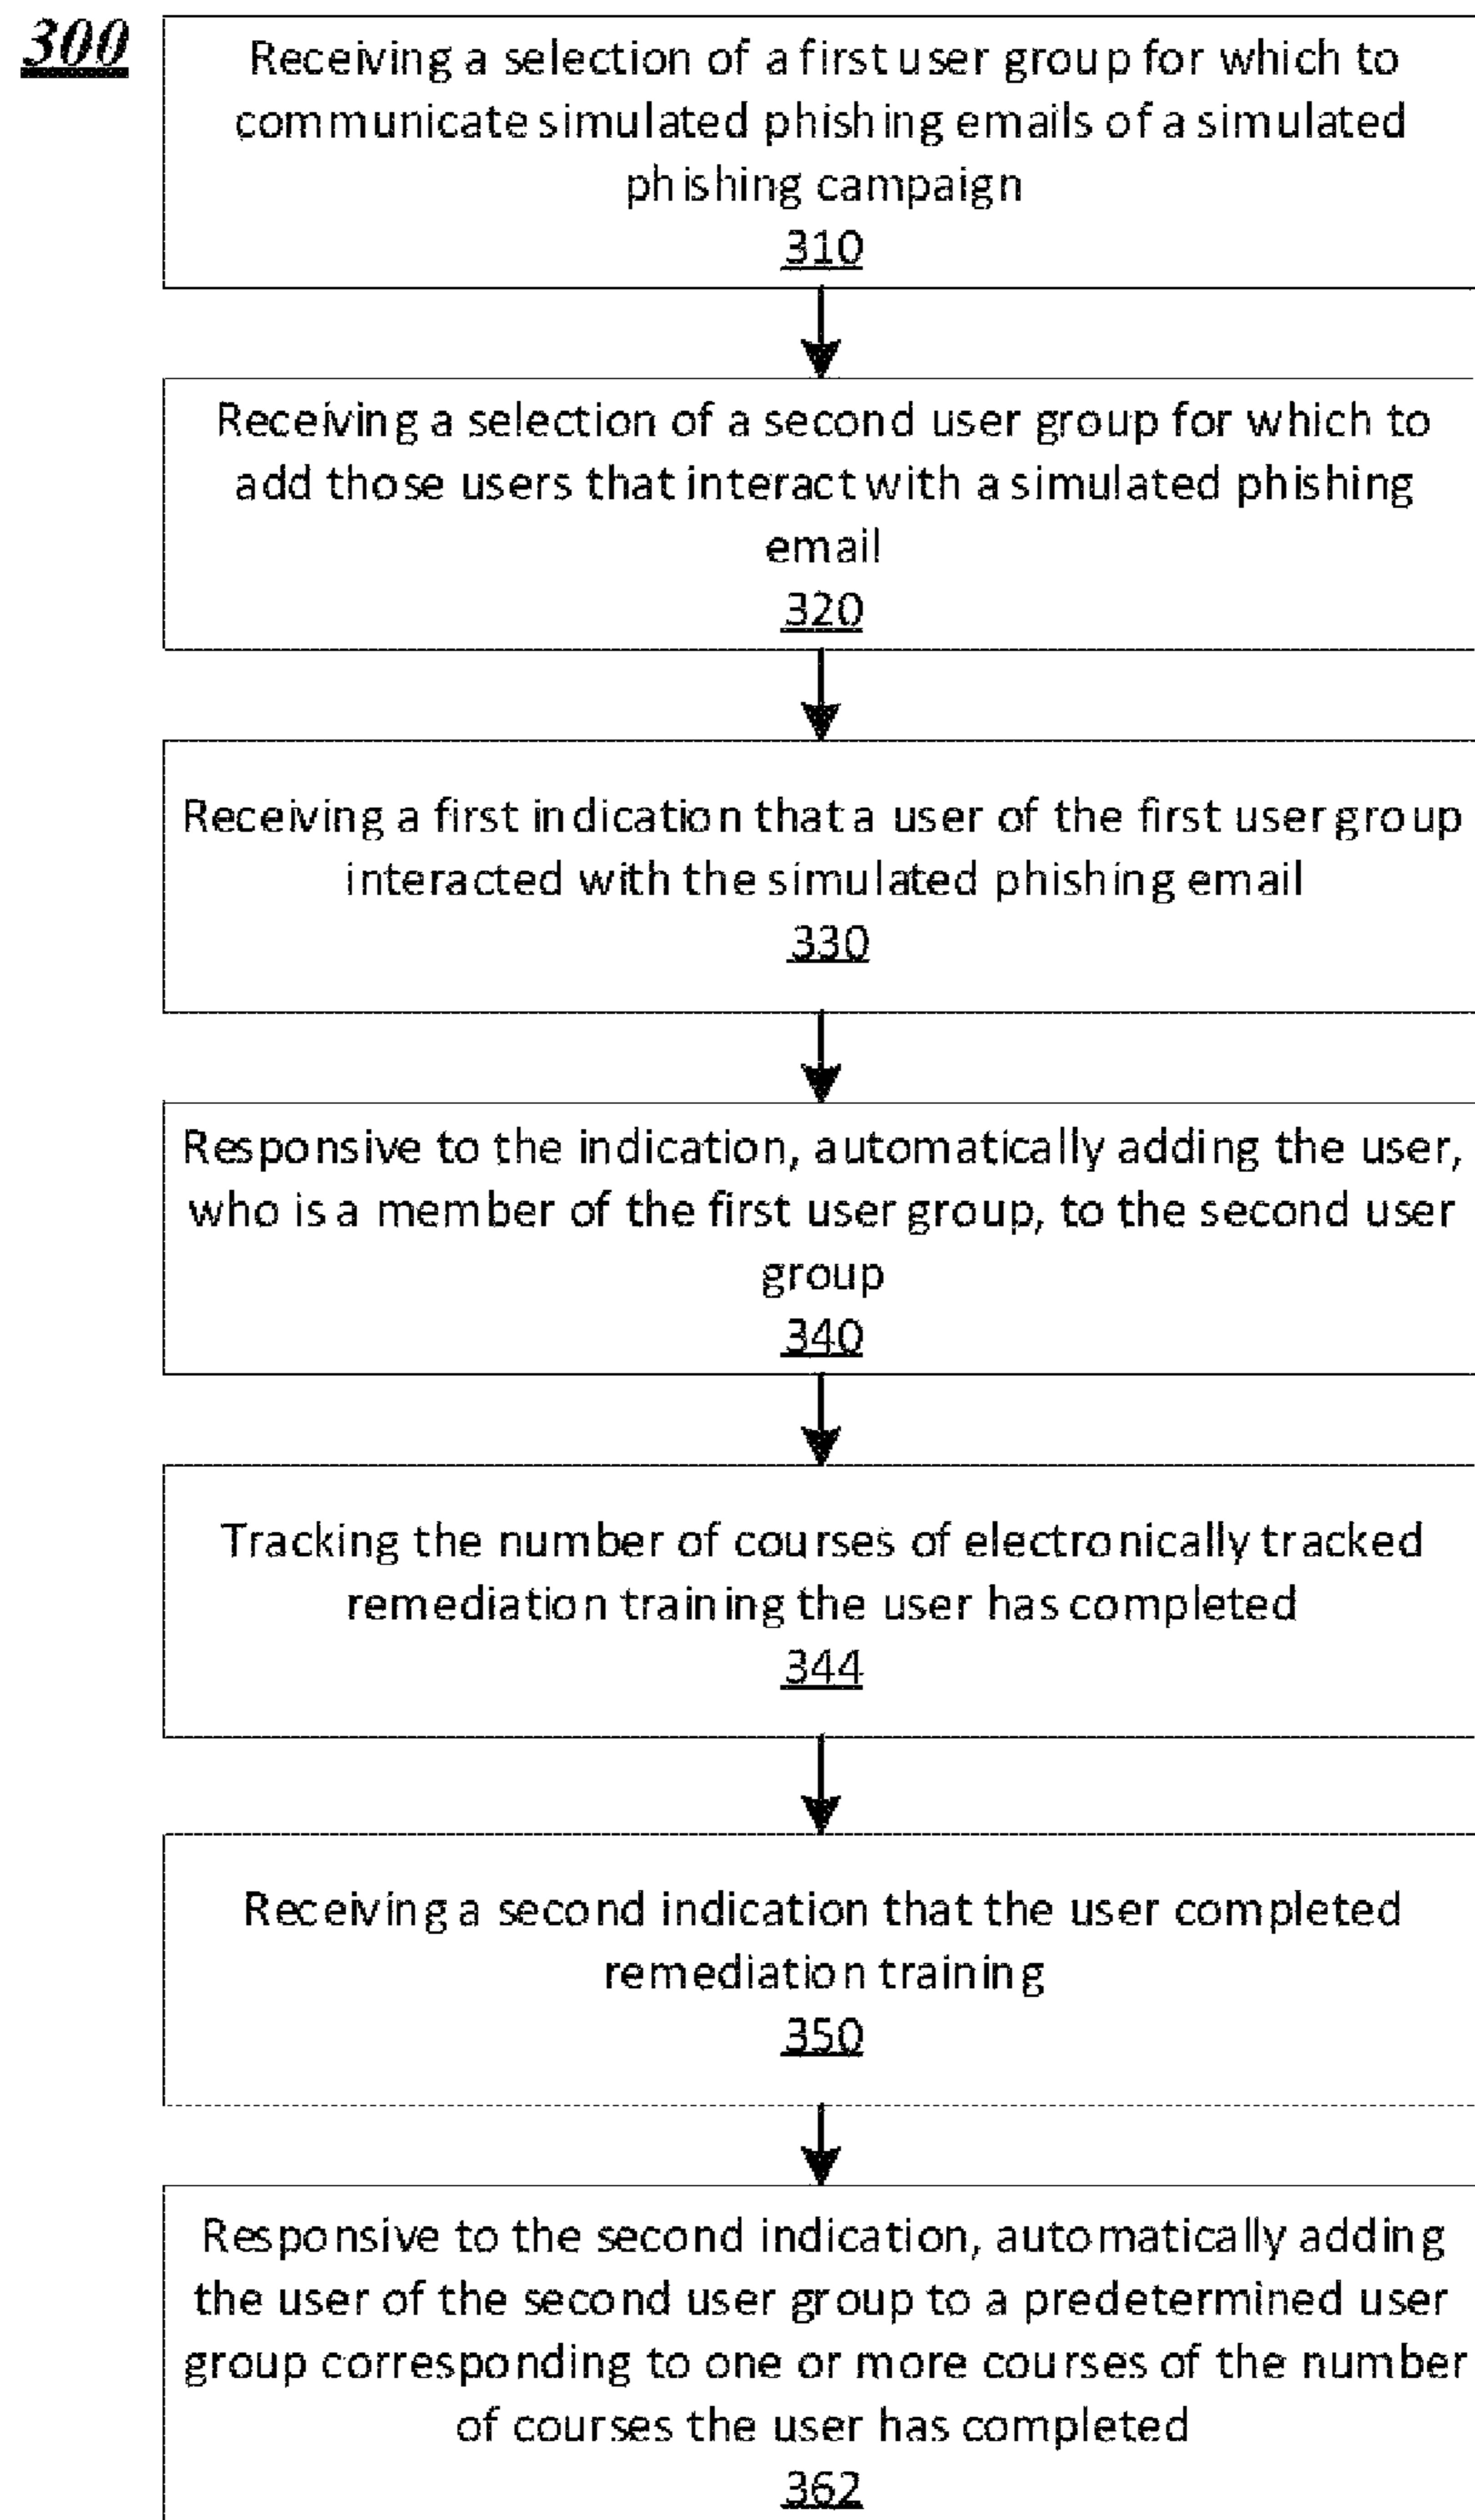 300
Receiving a selection of a first user group for which to
communicate simulated phishing emails of a simulated
phishing campaign
310
Receiving a selection of a second user group for which to
add those users that interact with a simulated phishing
email
320
Receiving a first indication that a user of the first user group
interacted with the simulated phishing email
330
Responsive to the indication, automatically adding the user,
who is a member of the first user group, to the second user
group
340
Tracking the number of courses of electronically tracked
remediation training the user has completed
344
Receiving a second indication that the user completed
remediation training
350
Responsive to the second indication, automatically adding
the user of the second user group to a predetermined user
group corresponding to one or more courses of the number
of courses the user has completed
362